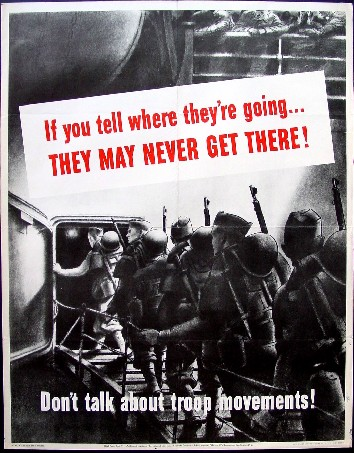 If you tell where they're going...
THEY MAY NEVER GET THERE!
Don't talk about troop movements!